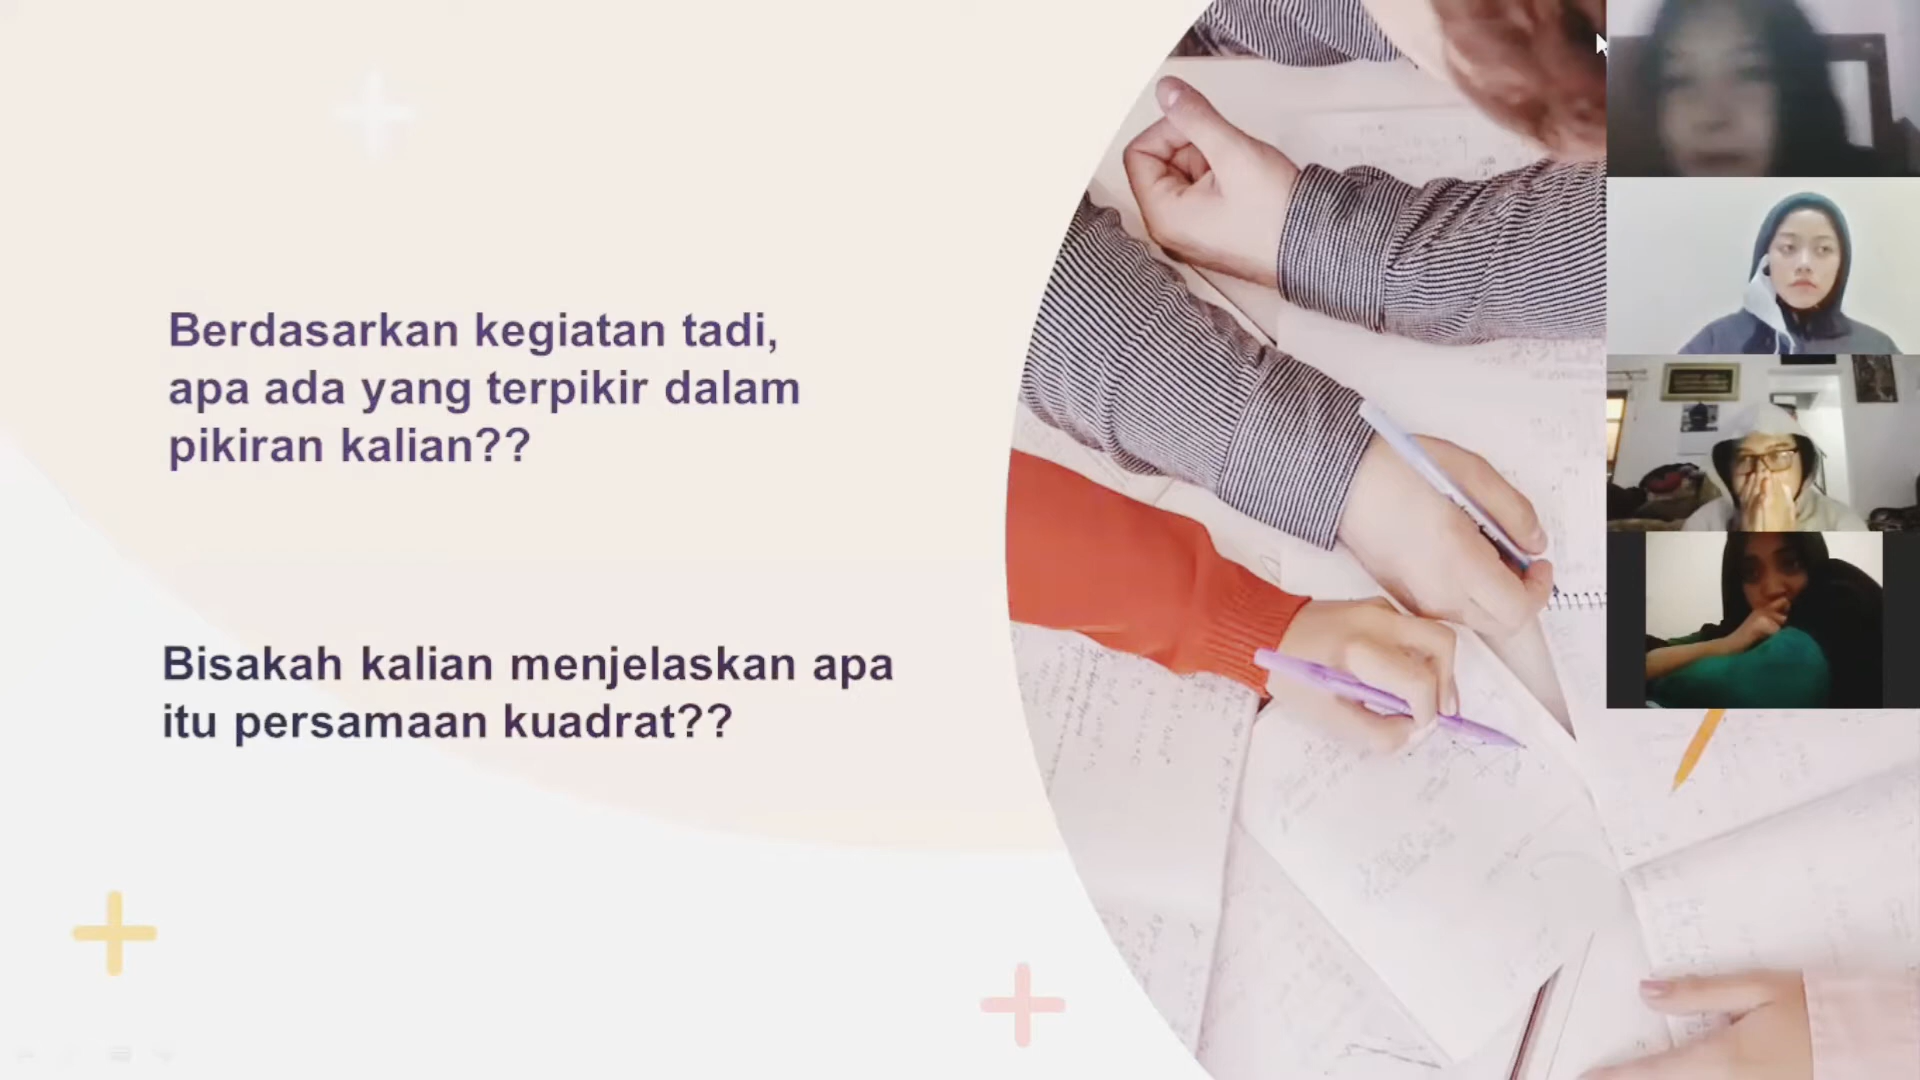 Berdasarkan kegiatan tadi,
apa ada yang terpikir dalam
pikiran kalian??
Bisakah kalian menjelaskan apa
itu persamaan kuadrat??